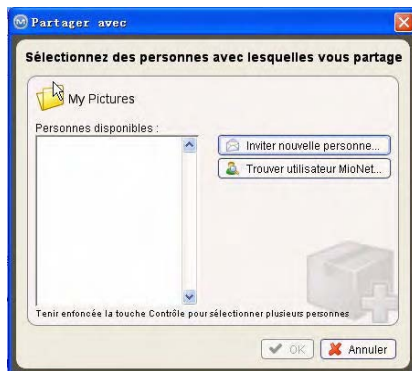 Partager avec
Sélectionnez des personnes avec lesquelles vous partage
My Pictures
Personnes disponibles :
Inviter nouvelle personne...
Trouver utilisateur MioNet...
Tenir enfoncée la touche Contrôle pour sélectionner plusieurs personnes
OK
Annuler